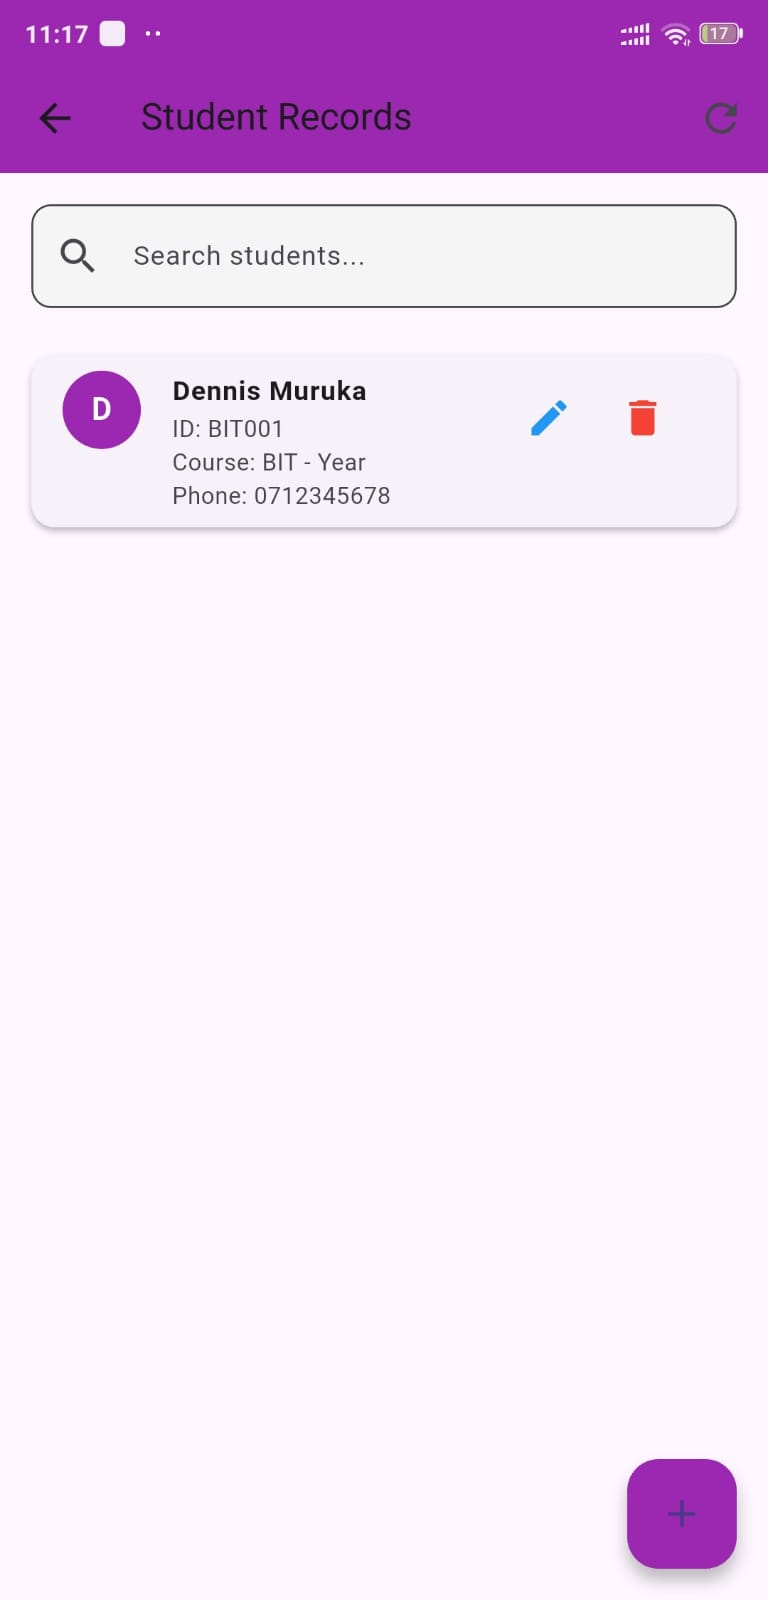 11:17
17
Student Records
Search students...
D
Dennis Muruka
ID: BIT001
Course: BIT - Year
Phone: 0712345678
+